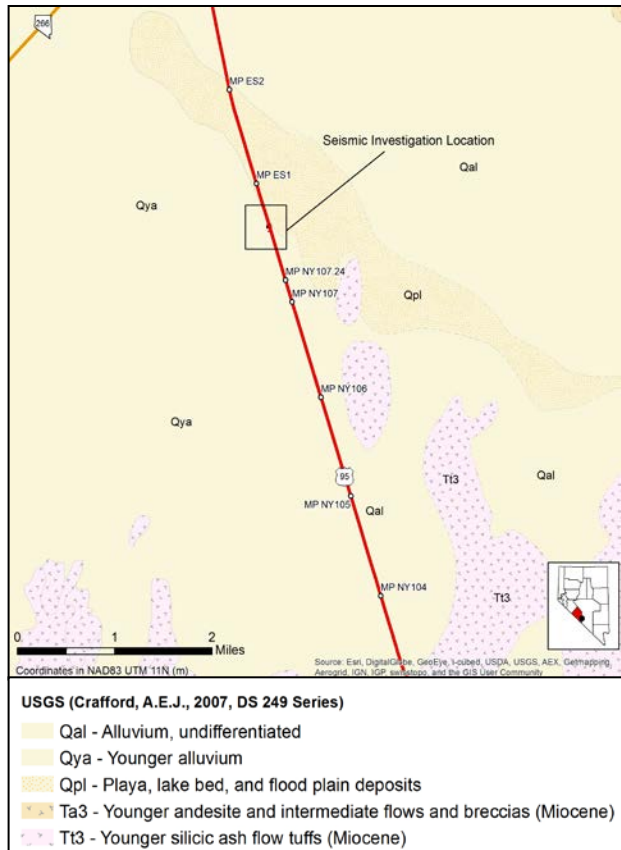 266
MP ES2
Seismic Investigation Location
Qal
MP ES1
Qya
MP NY107.24
Qpl
MP NY107
MP NY106
Qya
95
Tt3
Qal
MP NY105
Qal
Tt3
MP NY104
0 1 2
Miles
Coordinates in NAD83 UTM 11N (m)
Source: Esri, DigitalGlobe, GeoEye, i-cubed, USDA, USGS, AEX, Getmapping,
Aerogrid, IGN, IGP, swisstopo, and the GIS User Community
USGS (Crafford, A.E.J., 2007, DS 249 Series)
Qal - Alluvium, undifferentiated
Qya - Younger alluvium
Qpl - Playa, lake bed, and flood plain deposits
Ta3 - Younger andesite and intermediate flows and breccias (Miocene)
Tt3 - Younger silicic ash flow tuffs (Miocene)